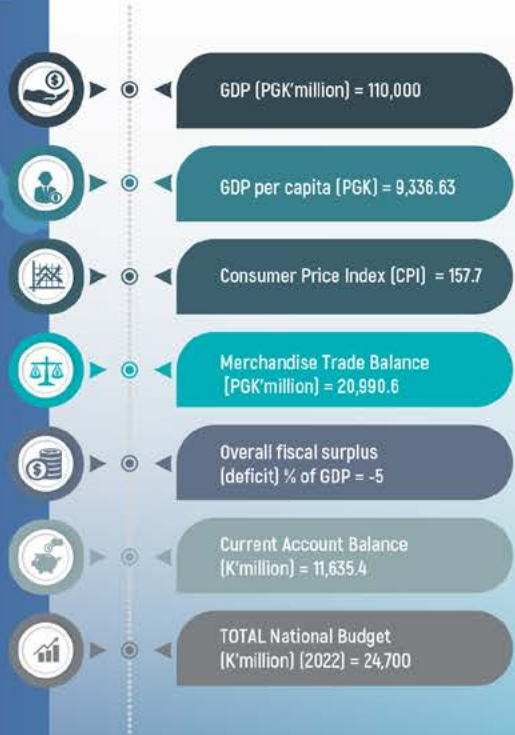 GDP (PGK'million) = 110,000
GDP per capita (PGK) = 9,336.63
Consumer Price Index (CPI) = 157.7
Merchandise Trade Balance
(PGK'million) = 20,990.6
Overall fiscal surplus
(deficit) % of GDP = -5
Current Account Balance
(K'million) = 11,635.4
TOTAL National Budget
(K'million) (2022) = 24,700